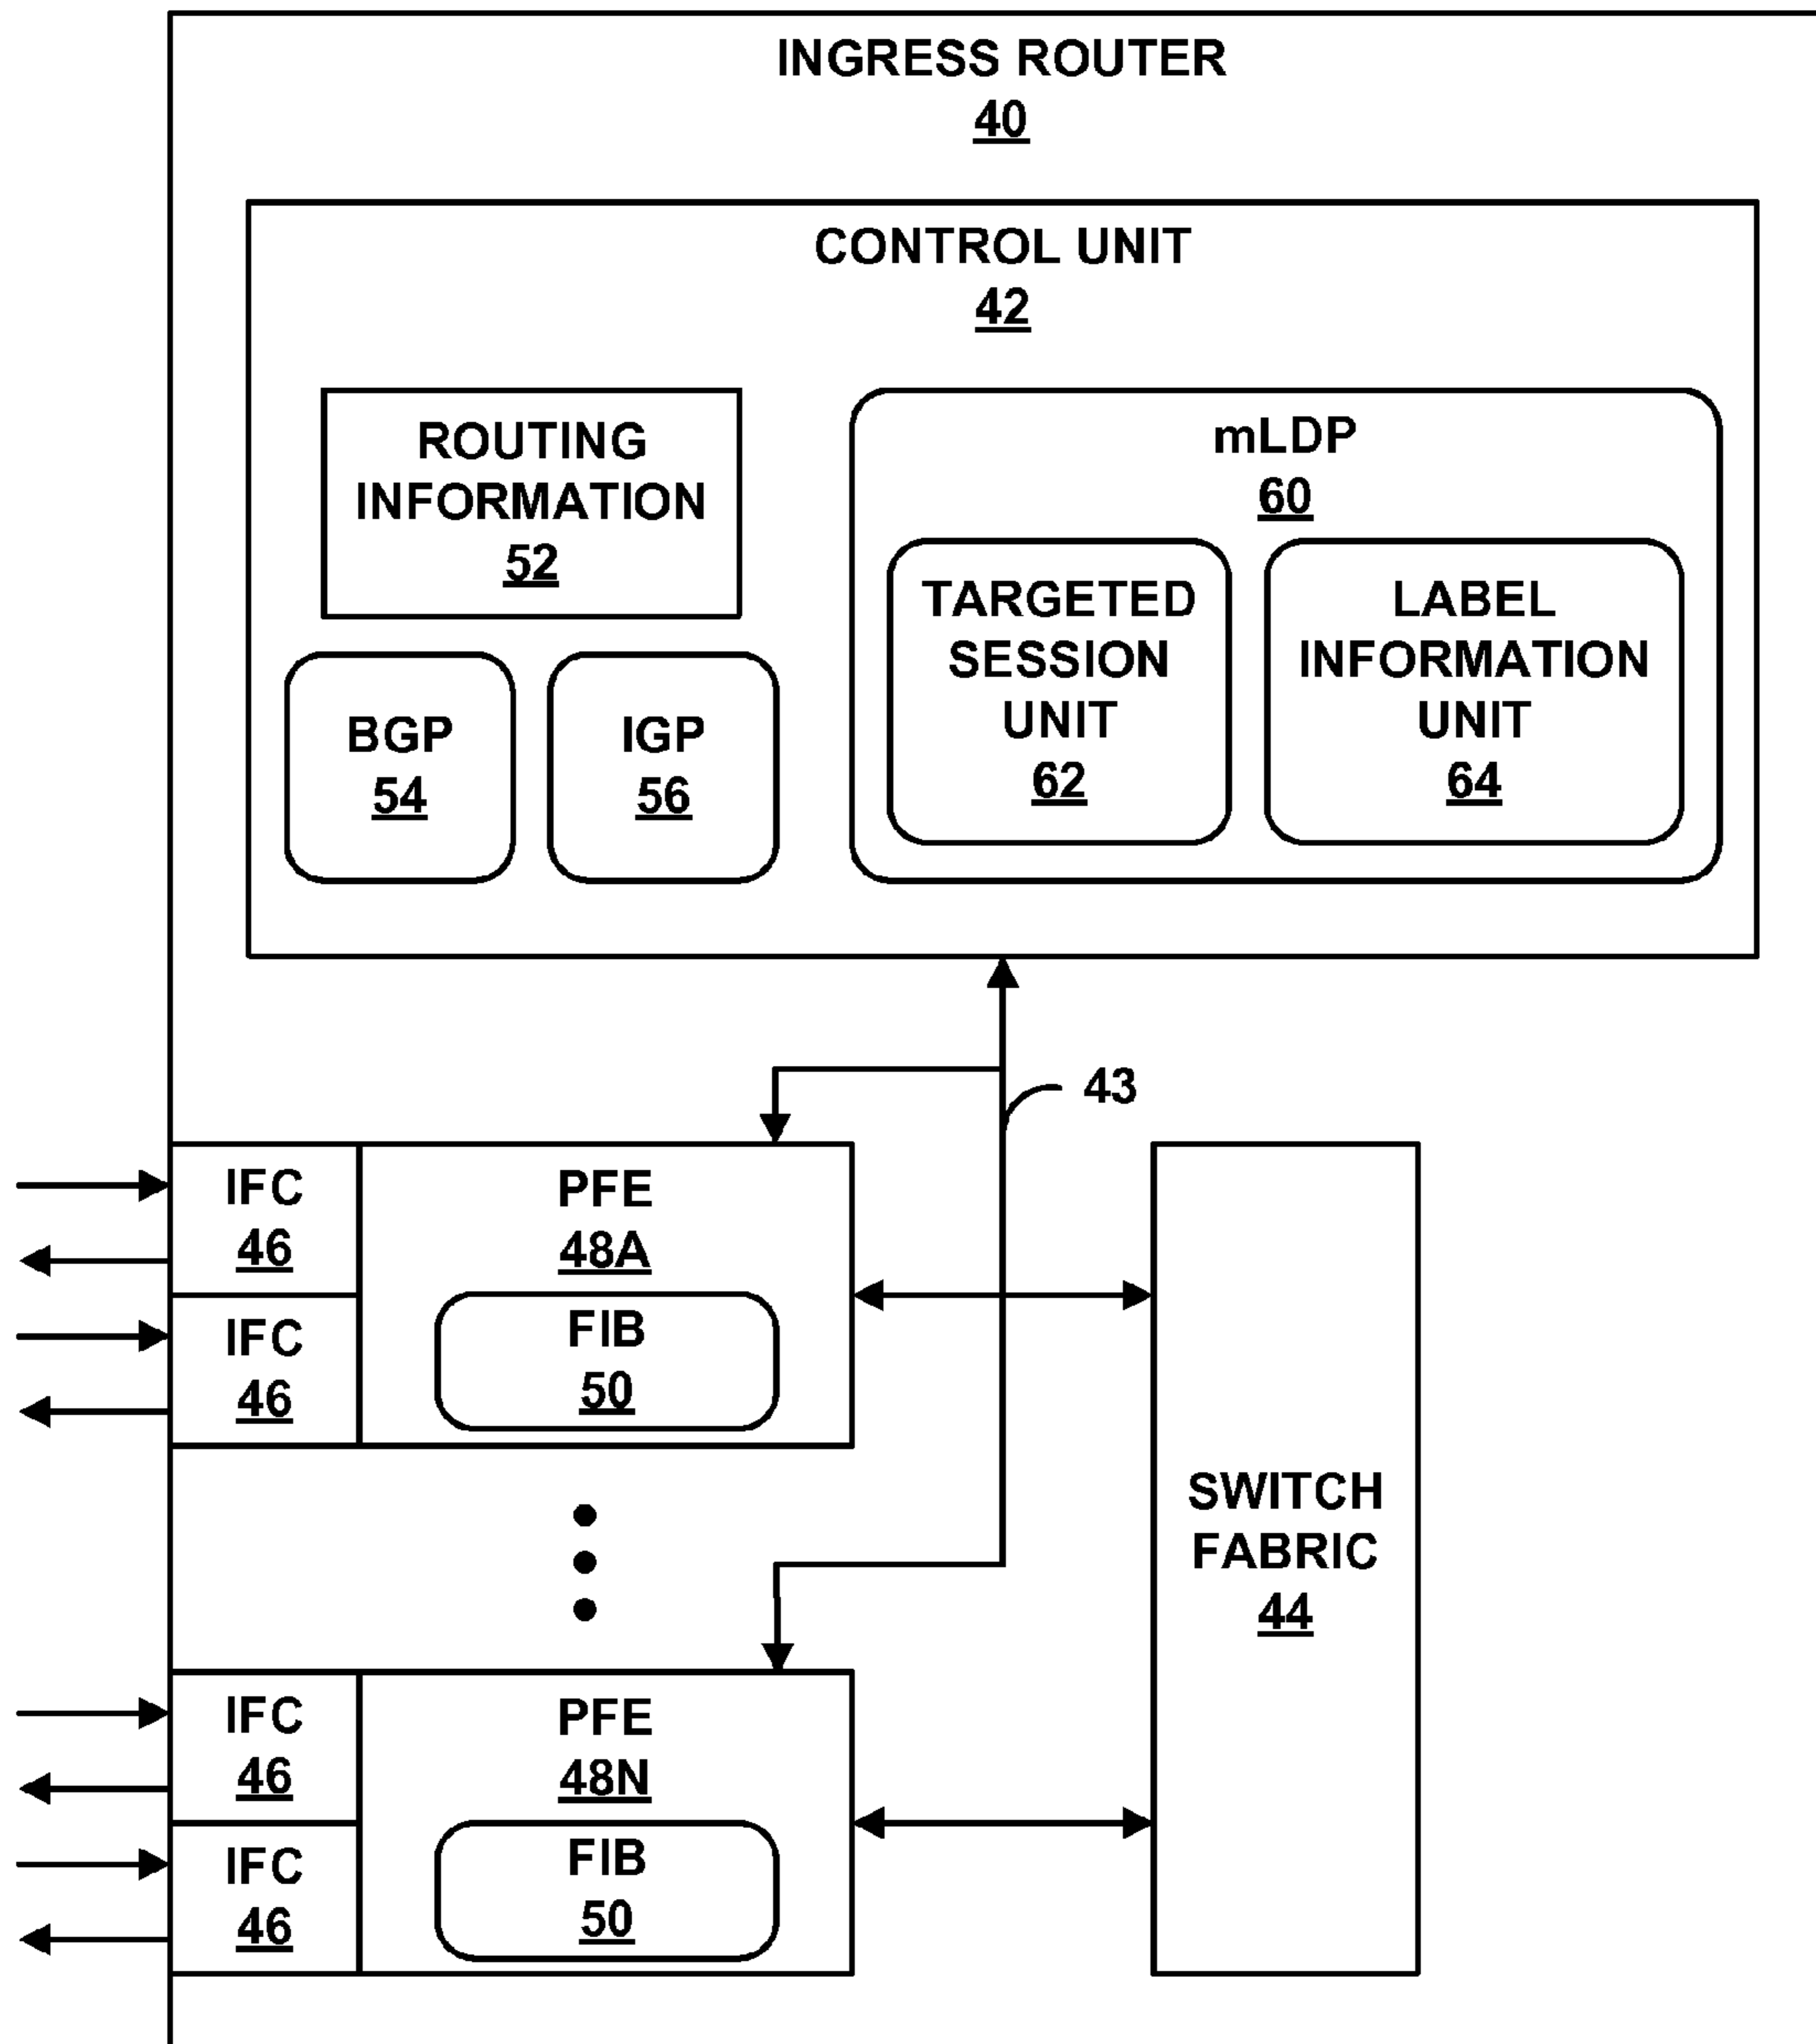 INGRESS ROUTER
40
CONTROL UNIT
42
ROUTING
INFORMATION
52
BGP
54
IGP
56
mLDP
60
TARGETED
SESSION
UNIT
62
LABEL
INFORMATION
UNIT
64
43
IFC
46
IFC
46
PFE
48A
FIB
50
SWITCH
FABRIC
44
IFC
46
IFC
46
PFE
48N
FIB
50